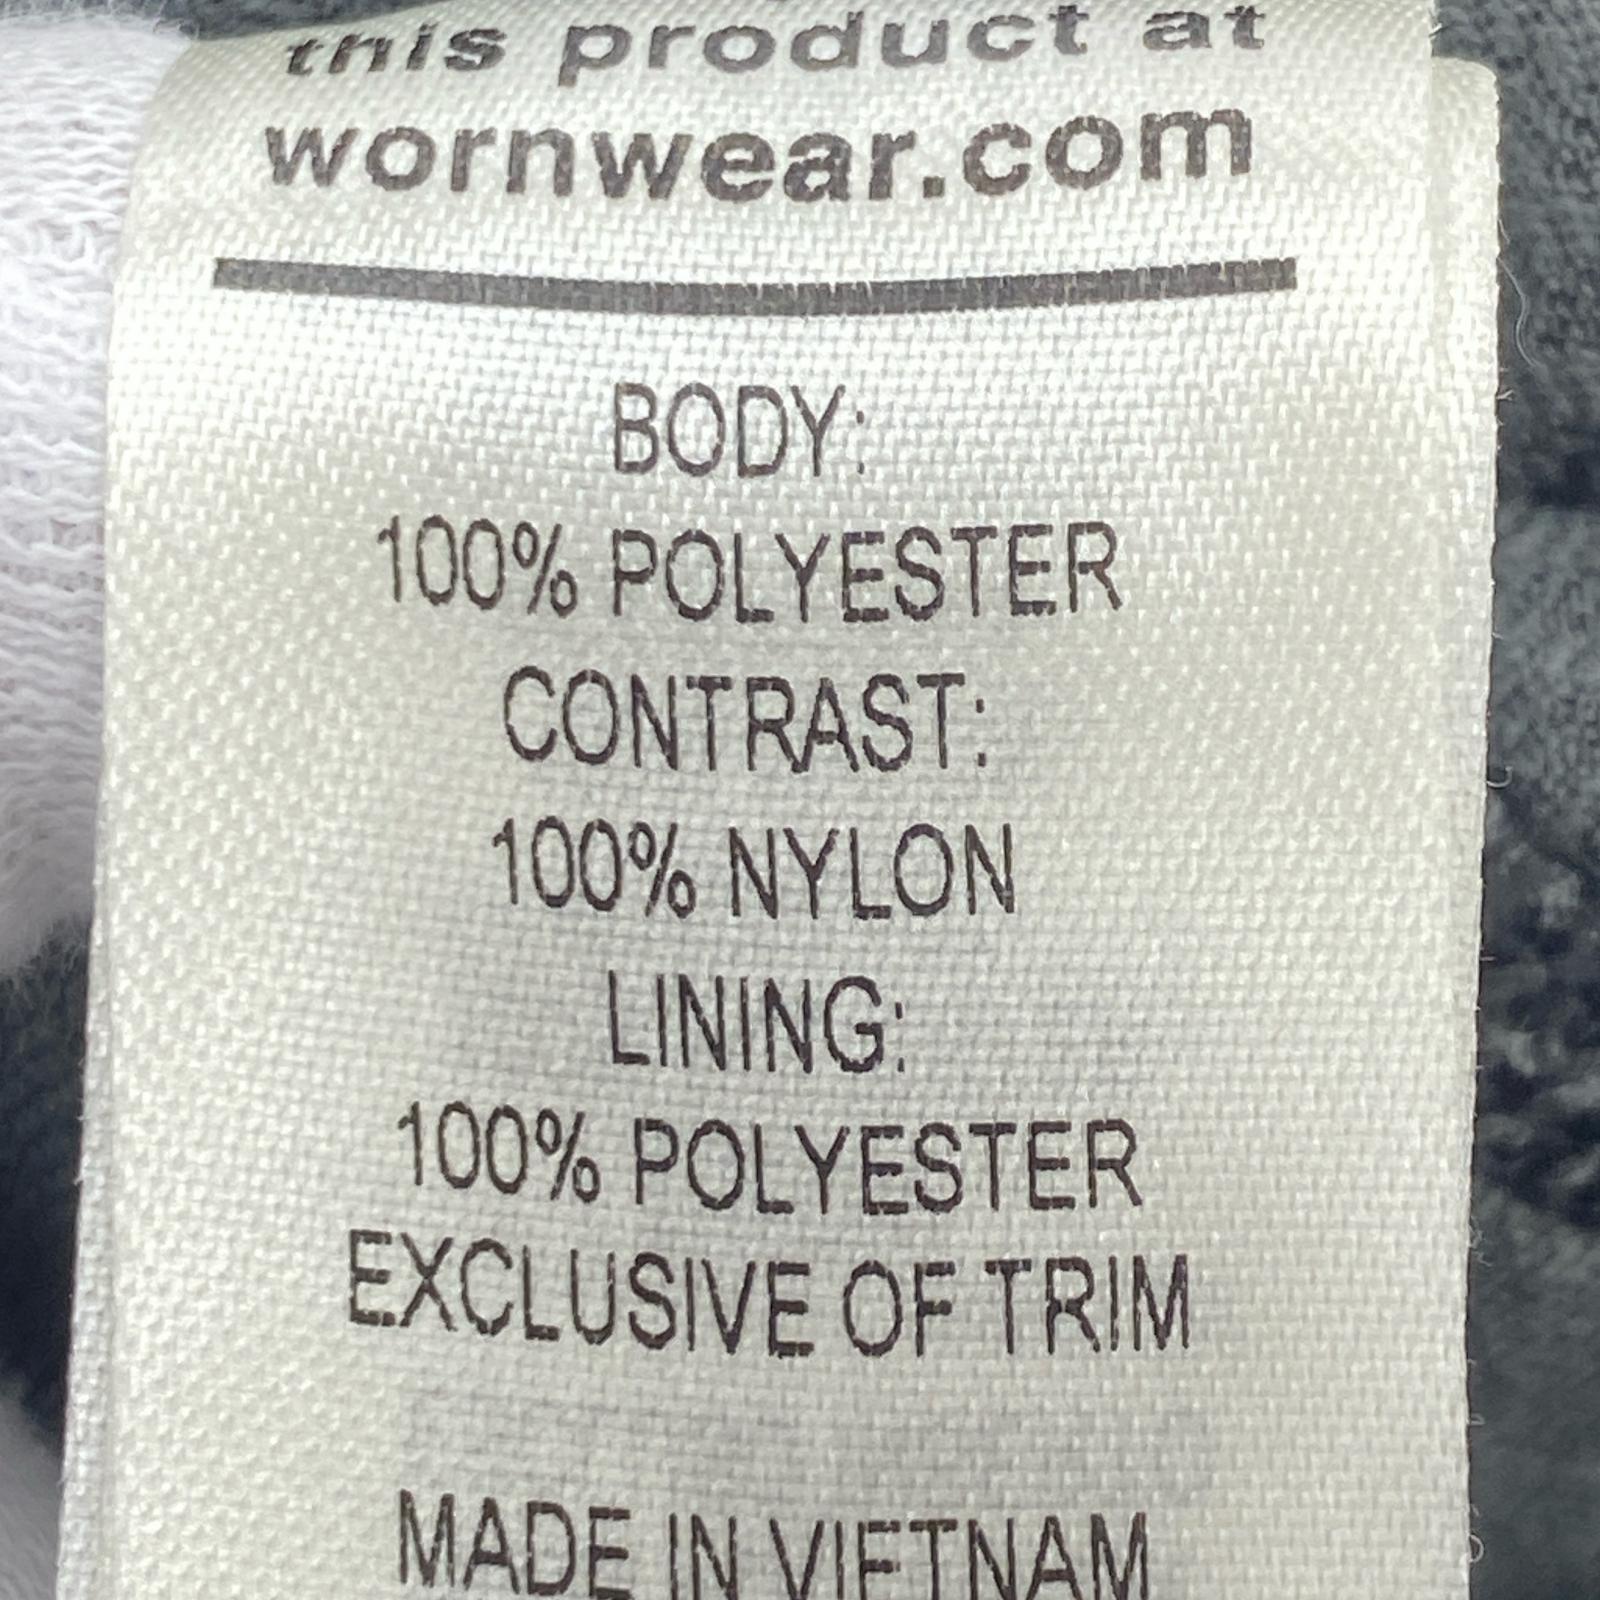 this product at
wornwear.com
BODY:
100% POLYESTER
CONTRAST:
100% NYLON
LINING:
100% POLYESTER
EXCLUSIVE OF TRIM
MADE IN VIETNAM